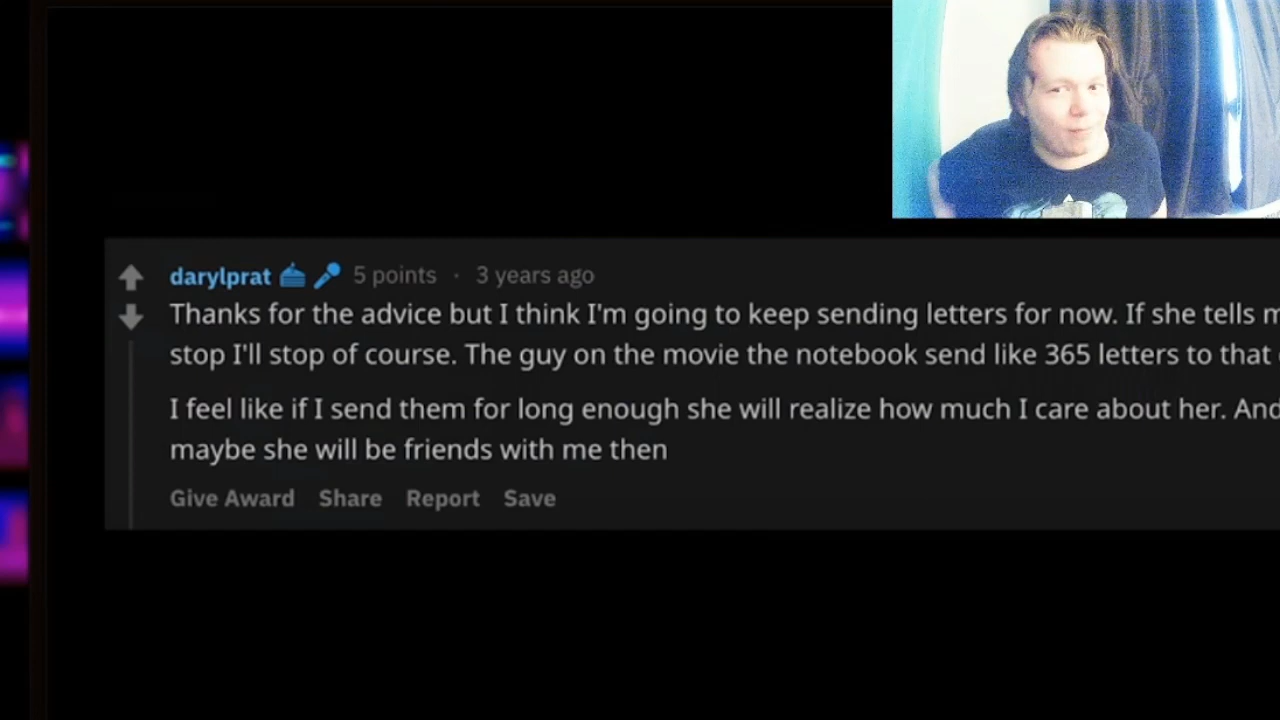 darylprat 5 points · 3 years ago
Thanks for the advice but I think I'm going to keep sending letters for now. If she tells
stop I'll stop of course. The guy on the movie the notebook send like 365 letters to that
I feel like if I send them for long enough she will realize how much I care about her. And
maybe she will be friends with me then
Give Award Share Report Save